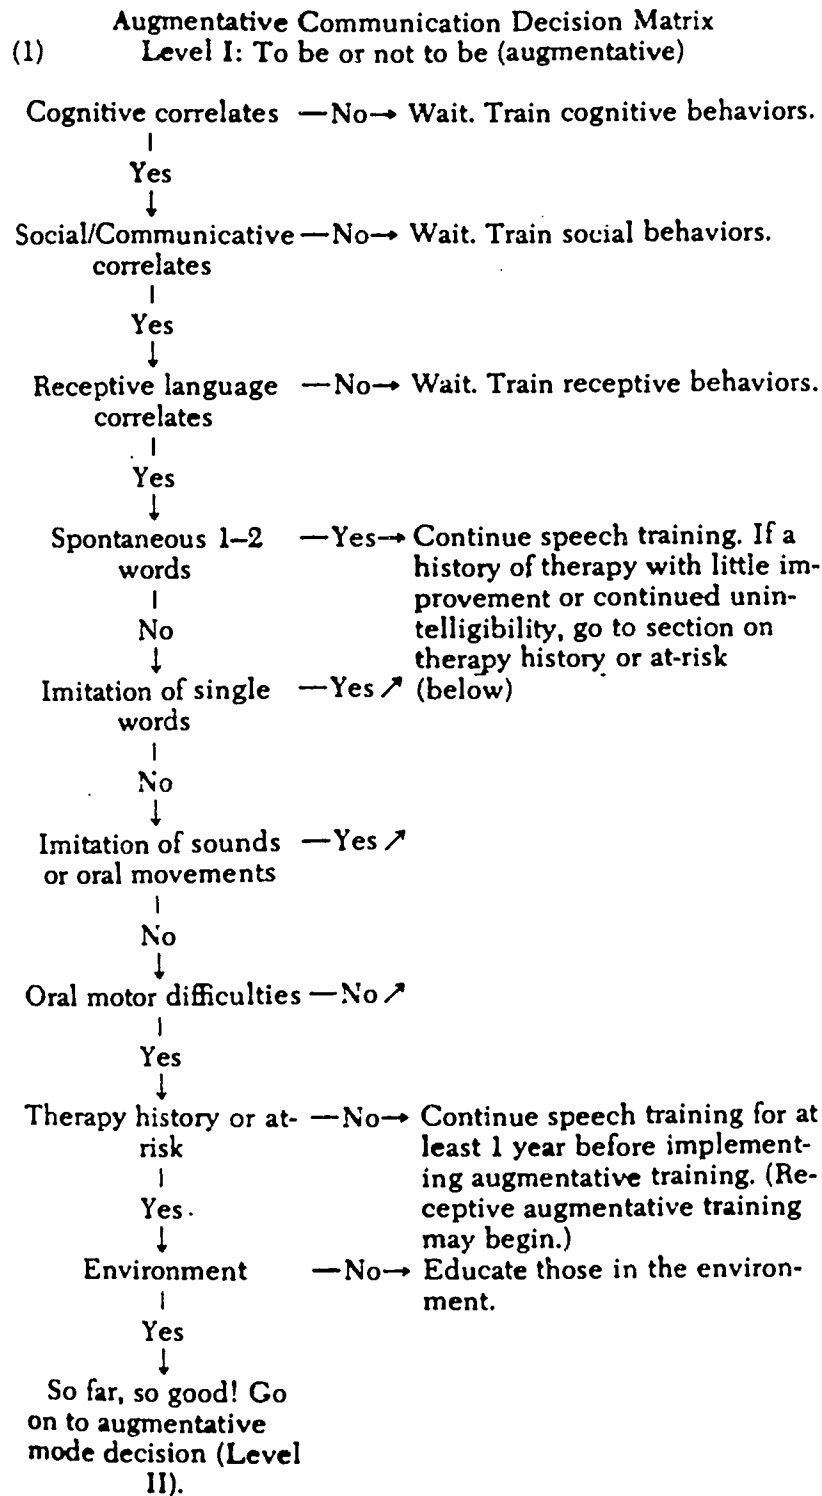 Augmentative Communication Decision Matrix
(1) Level I: To be or not to be (augmentative)
Cognitive correlates —No→ Wait. Train cognitive behaviors.
Yes
↓
Social/Communicative —No→ Wait. Train social behaviors.
correlates
Yes
↓
Receptive language —No→ Wait. Train receptive behaviors.
correlates
Yes
↓
Spontaneous 1–2 —Yes→ Continue speech training. If a
words history of therapy with little im-
provement or continued unin-
No telligibility, go to section on
↓ therapy history or at-risk
Imitation of single —Yes↗ (below)
words
No
↓
Imitation of sounds —Yes↗
or oral movements
No
↓
Oral motor difficulties —No↗
Yes
↓
Therapy history or at- —No→ Continue speech training for at
risk least 1 year before implement-
ing augmentative training. (Re-
Yes ceptive augmentative training
↓ may begin.)
Environment —No→ Educate those in the environ-
ment.
Yes
↓
So far, so good! Go
on to augmentative
mode decision (Level
II).